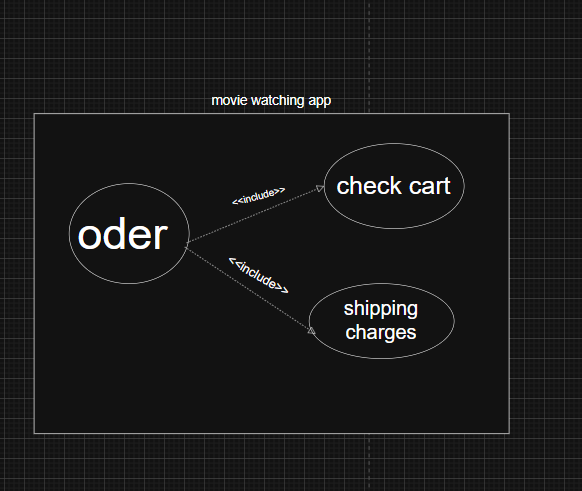 movie watching app
<<include>>
check cart
oder
<<include>>
shipping
charges